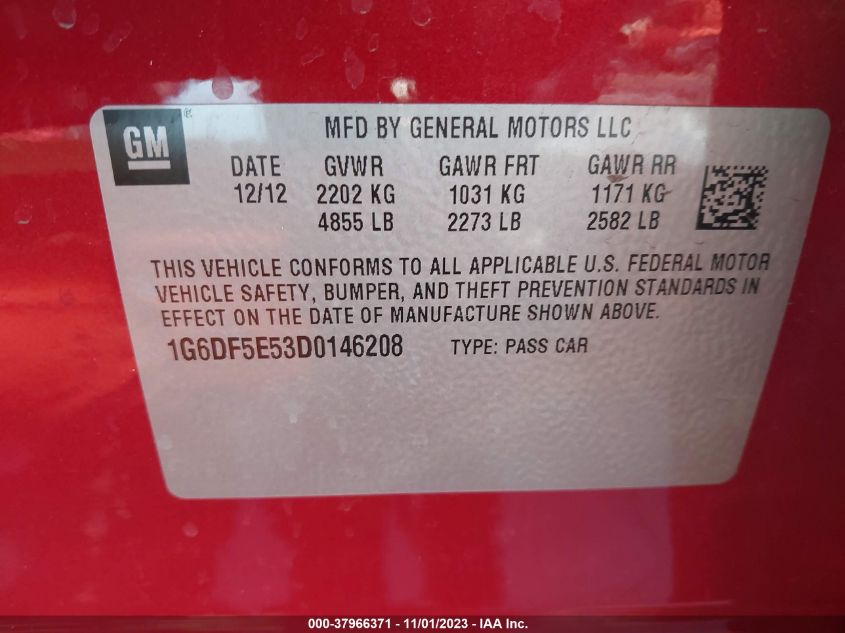 GM
MFD BY GENERAL MOTORS LLC
DATE GVWR GAWR FRT GAWR RR
12/12 2202 KG 1031 KG 1171 KG
4855 LB 2273 LB 2582 LB
THIS VEHICLE CONFORMS TO ALL APPLICABLE U.S. FEDERAL MOTOR
VEHICLE SAFETY, BUMPER, AND THEFT PREVENTION STANDARDS IN
EFFECT ON THE DATE OF MANUFACTURE SHOWN ABOVE.
1G6DF5E53D0146208 TYPE: PASS CAR
000-37966371 - 11/01/2023 - IAA Inc.